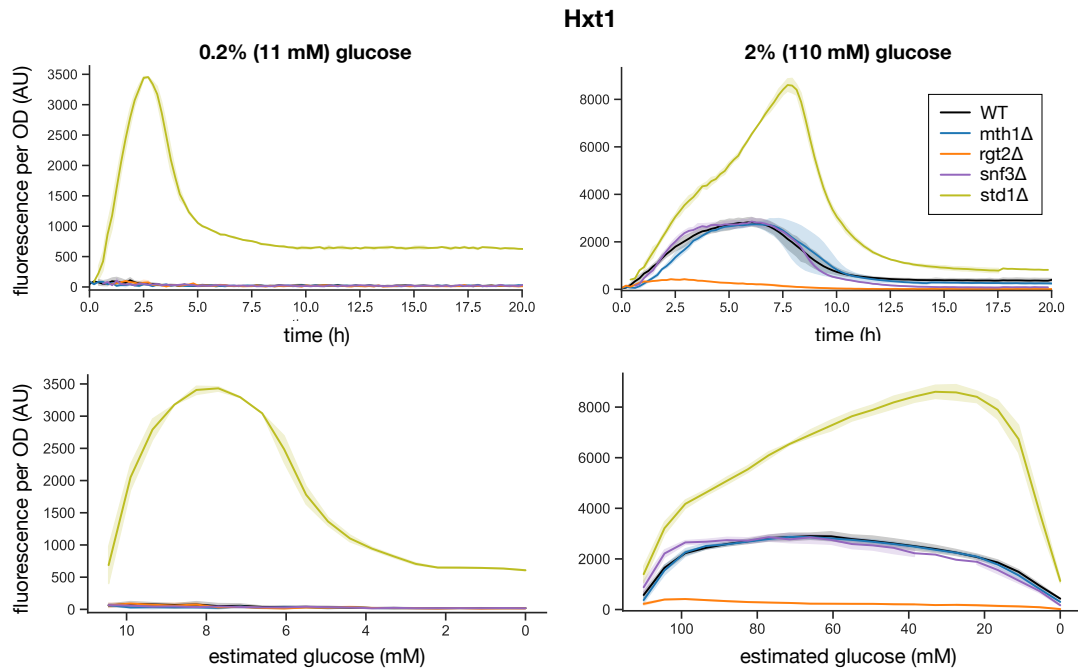 Hxt1
0.2% (11 mM) glucose
2% (110 mM) glucose
fluorescence per OD (AU)
3500
3000
2500
2000
1500
1000
500
0
0.0 2.5 5.0 7.5 10.0 12.5 15.0 17.5 20.0
time (h)
8000
6000
4000
2000
0
WT
mth1Δ
rgt2Δ
snf3Δ
std1Δ
0.0 2.5 5.0 7.5 10.0 12.5 15.0 17.5 20.0
time (h)
fluorescence per OD (AU)
3500
3000
2500
2000
1500
1000
500
0
10 8 6 4 2 0
estimated glucose (mM)
8000
6000
4000
2000
0
100 80 60 40 20 0
estimated glucose (mM)